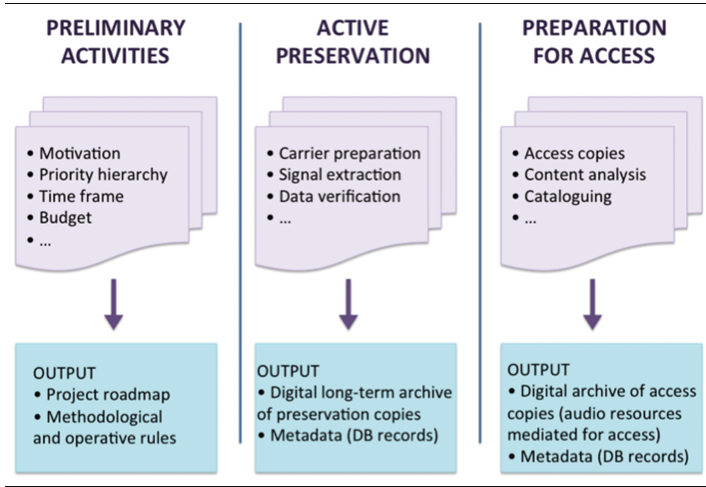 PRELIMINARY
ACTIVITIES
• Motivation
• Priority hierarchy
• Time frame
• Budget
• ...
OUTPUT
• Project roadmap
• Methodological
and operative rules
ACTIVE
PRESERVATION
• Carrier preparation
• Signal extraction
• Data verification
• ...
OUTPUT
• Digital long-term archive
of preservation copies
• Metadata (DB records)
PREPARATION
FOR ACCESS
• Access copies
• Content analysis
• Cataloguing
• ...
OUTPUT
• Digital archive of access
copies (audio resources
mediated for access)
• Metadata (DB records)